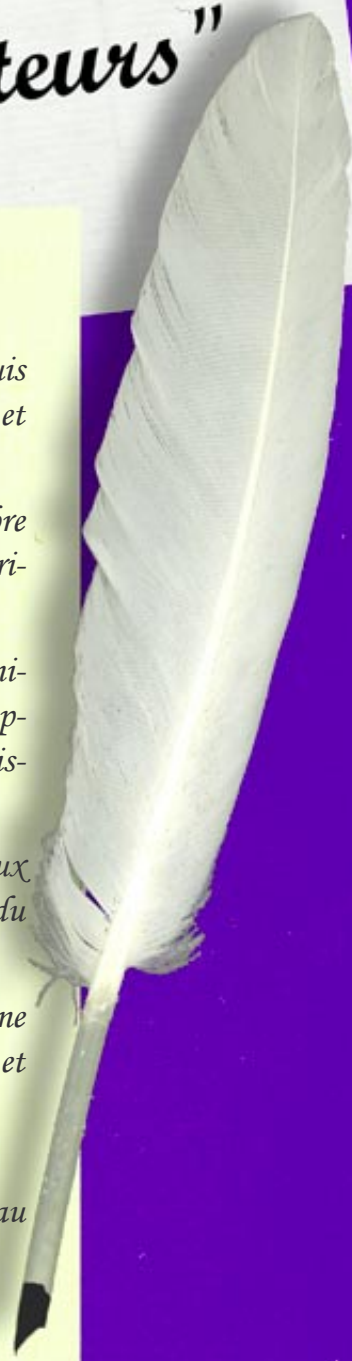 teurs"
uis
et
bre
ri-
ni-
p-
is-
ux
du
ne
et
au